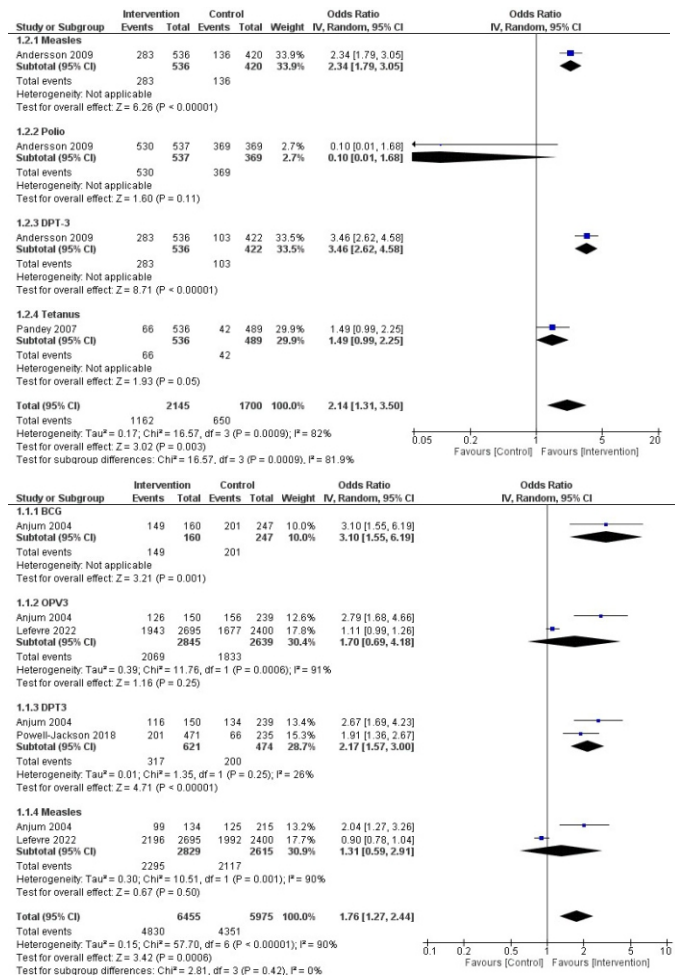 Intervention Control Odds Ratio Odds Ratio
Study or Subgroup Events Total Events Total Weight IV, Random, 95% CI IV, Random, 95% CI
1.2.1 Measles
Andersson 2009 283 536 136 420 33.9% 2.34 [1.79, 3.05]
Subtotal (95% CI) 536 420 33.9% 2.34 [1.79, 3.05]
Total events 283 136
Heterogeneity: Not applicable
Test for overall effect: Z = 6.26 (P < 0.00001)
1.2.2 Polio
Andersson 2009 530 537 369 369 2.7% 0.10 [0.01, 1.68]
Subtotal (95% CI) 537 369 2.7% 0.10 [0.01, 1.68]
Total events 530 369
Heterogeneity: Not applicable
Test for overall effect: Z = 1.60 (P = 0.11)
1.2.3 DPT-3
Andersson 2009 283 536 103 422 33.5% 3.46 [2.62, 4.58]
Subtotal (95% CI) 536 422 33.5% 3.46 [2.62, 4.58]
Total events 283 103
Heterogeneity: Not applicable
Test for overall effect: Z = 8.71 (P < 0.00001)
1.2.4 Tetanus
Pandey 2007 66 536 42 489 29.9% 1.49 [0.99, 2.25]
Subtotal (95% CI) 536 489 29.9% 1.49 [0.99, 2.25]
Total events 66 42
Heterogeneity: Not applicable
Test for overall effect: Z = 1.93 (P = 0.05)
Total (95% CI) 2145 1700 100.0% 2.14 [1.31, 3.50]
Total events 1162 650
Heterogeneity: Tau² = 0.17; Chi² = 16.57, df = 3 (P = 0.0009); I² = 82%
Test for overall effect: Z = 3.02 (P = 0.003)
Test for subgroup differences: Chi² = 16.57, df = 3 (P = 0.0009), I² = 81.9%
0.05 0.2 1 5 20
Favours [Control] Favours [Intervention]
Intervention Control Odds Ratio Odds Ratio
Study or Subgroup Events Total Events Total Weight IV, Random, 95% CI IV, Random, 95% CI
1.1.1 BCG
Anjum 2004 149 160 201 247 10.0% 3.10 [1.55, 6.19]
Subtotal (95% CI) 160 247 10.0% 3.10 [1.55, 6.19]
Total events 149 201
Heterogeneity: Not applicable
Test for overall effect: Z = 3.21 (P = 0.001)
1.1.2 OPV3
Anjum 2004 126 150 156 239 12.6% 2.79 [1.68, 4.66]
Lefevre 2022 1943 2695 1677 2400 17.8% 1.11 [0.99, 1.26]
Subtotal (95% CI) 2845 2639 30.4% 1.70 [0.69, 4.18]
Total events 2069 1833
Heterogeneity: Tau² = 0.39; Chi² = 11.76, df = 1 (P = 0.0006); I² = 91%
Test for overall effect: Z = 1.16 (P = 0.25)
1.1.3 DPT3
Anjum 2004 116 150 134 239 13.4% 2.67 [1.69, 4.23]
Powell-Jackson 2018 201 471 66 235 15.3% 1.91 [1.36, 2.67]
Subtotal (95% CI) 621 474 28.7% 2.17 [1.57, 3.00]
Total events 317 200
Heterogeneity: Tau² = 0.01; Chi² = 1.35, df = 1 (P = 0.25); I² = 26%
Test for overall effect: Z = 4.71 (P < 0.00001)
1.1.4 Measles
Anjum 2004 99 134 125 215 13.2% 2.04 [1.27, 3.26]
Lefevre 2022 2196 2695 1992 2400 17.7% 0.90 [0.78, 1.04]
Subtotal (95% CI) 2829 2615 30.9% 1.31 [0.59, 2.91]
Total events 2295 2117
Heterogeneity: Tau² = 0.30; Chi² = 10.51, df = 1 (P = 0.001); I² = 90%
Test for overall effect: Z = 0.67 (P = 0.50)
Total (95% CI) 6455 5975 100.0% 1.76 [1.27, 2.44]
Total events 4830 4351
Heterogeneity: Tau² = 0.15; Chi² = 57.70, df = 6 (P < 0.00001); I² = 90%
Test for overall effect: Z = 3.42 (P = 0.0006)
Test for subgroup differences: Chi² = 2.81, df = 3 (P = 0.42), I² = 0%
0.1 0.2 0.5 1 2 5 10
Favours [Control] Favours [Intervention]